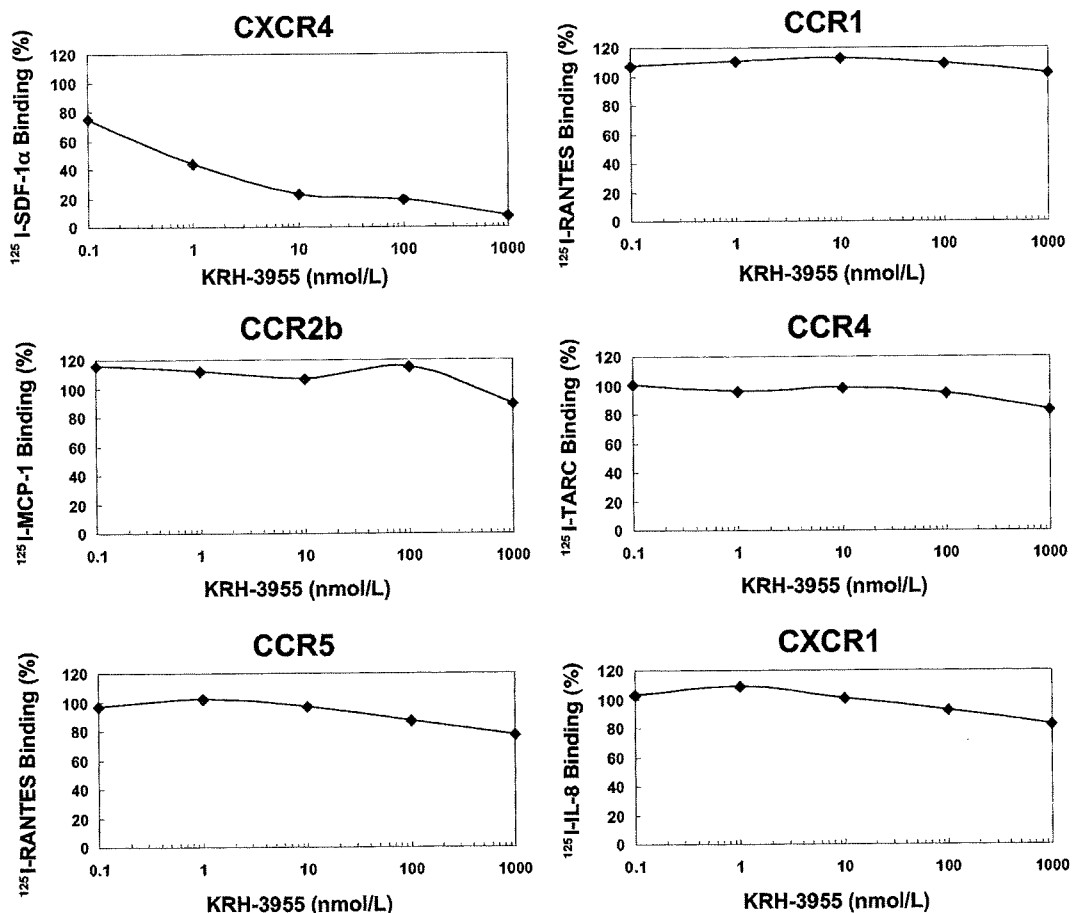 CXCR4
120
100
80
60
40
20
0
¹²⁵I-SDF-1α Binding (%)
0.1 1 10 100 1000
KRH-3955 (nmol/L)
CCR1
120
100
80
60
40
20
0
¹²⁵I-RANTES Binding (%)
0.1 1 10 100 1000
KRH-3955 (nmol/L)
CCR2b
120
100
80
60
40
20
0
¹²⁵I-MCP-1 Binding (%)
0.1 1 10 100 1000
KRH-3955 (nmol/L)
CCR4
120
100
80
60
40
20
0
¹²⁵I-TARC Binding (%)
0.1 1 10 100 1000
KRH-3955 (nmol/L)
CCR5
120
100
80
60
40
20
0
¹²⁵I-RANTES Binding (%)
0.1 1 10 100 1000
KRH-3955 (nmol/L)
CXCR1
120
100
80
60
40
20
0
¹²⁵I-IL-8 Binding (%)
0.1 1 10 100 1000
KRH-3955 (nmol/L)